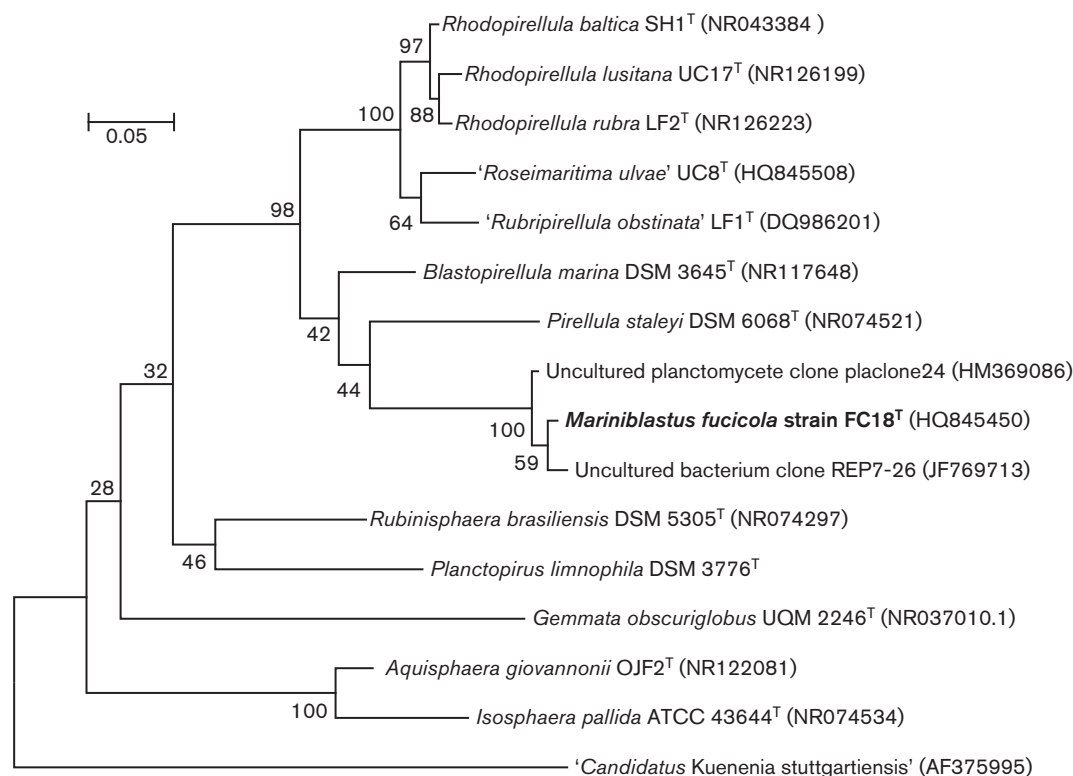 Rhodopirellula baltica SH1ᵀ (NR043384 )
97
Rhodopirellula lusitana UC17ᵀ (NR126199)
100
88
Rhodopirellula rubra LF2ᵀ (NR126223)
0.05
'Roseimaritima ulvae' UC8ᵀ (HQ845508)
98
64
'Rubripirellula obstinata' LF1ᵀ (DQ986201)
Blastopirellula marina DSM 3645ᵀ (NR117648)
42
Pirellula staleyi DSM 6068ᵀ (NR074521)
32
Uncultured planctomycete clone placlone24 (HM369086)
44
Mariniblastus fucicola strain FC18ᵀ (HQ845450)
100
59
Uncultured bacterium clone REP7-26 (JF769713)
28
Rubinisphaera brasiliensis DSM 5305ᵀ (NR074297)
46
Planctopirus limnophila DSM 3776ᵀ
Gemmata obscuriglobus UQM 2246ᵀ (NR037010.1)
Aquisphaera giovannonii OJF2ᵀ (NR122081)
100
Isosphaera pallida ATCC 43644ᵀ (NR074534)
'Candidatus Kuenenia stuttgartiensis' (AF375995)